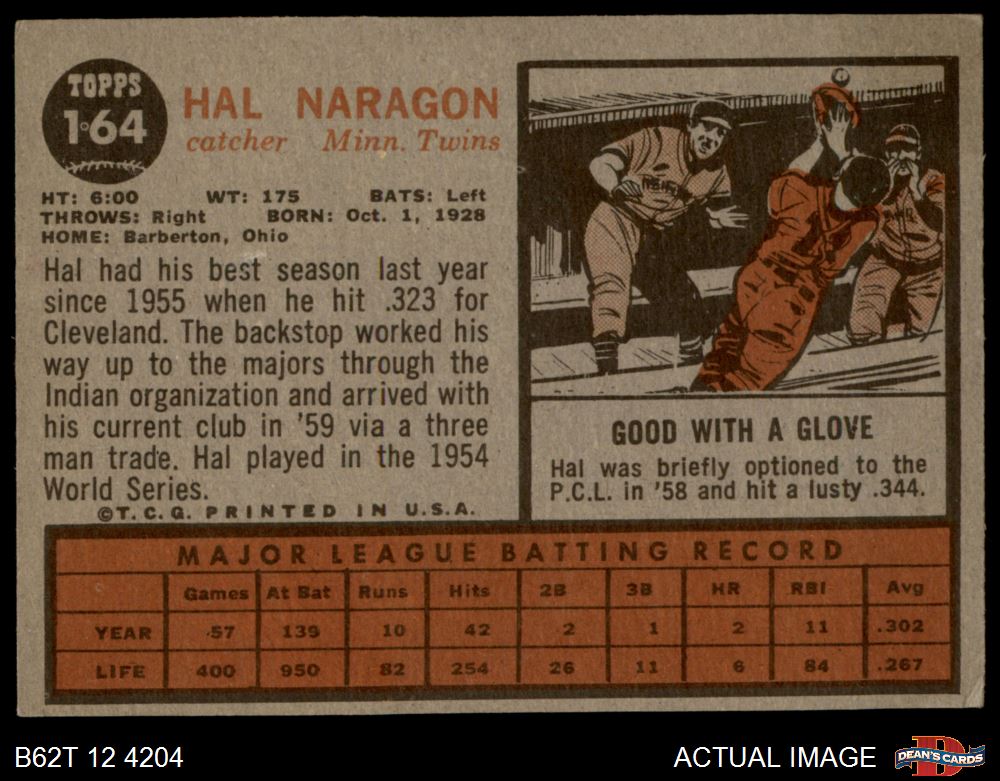 TOPPS
164
HAL NARAGON
catcher Minn. Twins
HT: 6:00 WT: 175 BATS: Left
THROWS: Right BORN: Oct. 1, 1928
HOME: Barberton, Ohio
Hal had his best season last year
since 1955 when he hit .323 for
Cleveland. The backstop worked his
way up to the majors through the
Indian organization and arrived with
his current club in '59 via a three
man trade. Hal played in the 1954
World Series.
©T.C.G. PRINTED IN U.S.A.
GOOD WITH A GLOVE
Hal was briefly optioned to the
P.C.L. in '58 and hit a lusty .344.
MAJOR LEAGUE BATTING RECORD
Games At Bat Runs Hits 2B 3B HR RBI Avg
YEAR 57 139 10 42 2 1 2 11 .302
LIFE 400 950 82 254 26 11 6 84 .267
B62T 12 4204
ACTUAL IMAGE
D
DEAN'S CARDS